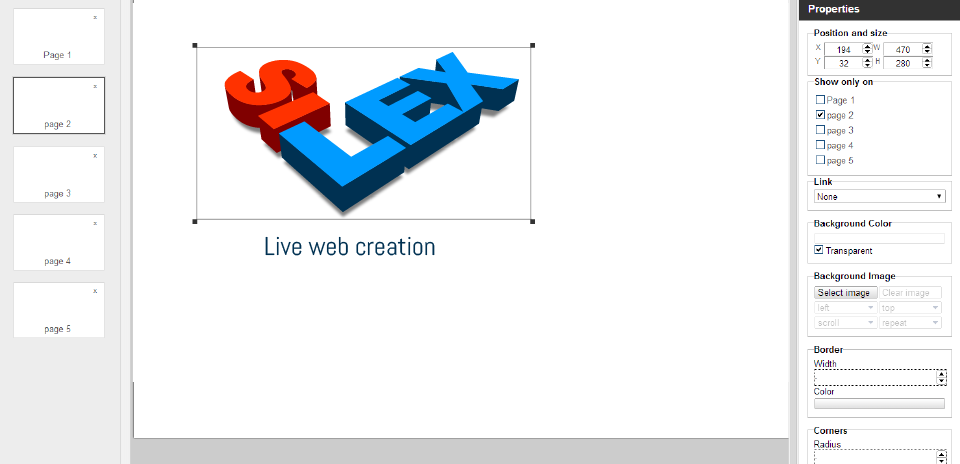 x
Page 1
x
page 2
x
page 3
x
page 4
x
page 5
SILEX
Live web creation
Properties
Position and size
X 194 W 470
Y 32 H 280
Show only on
Page 1
page 2
page 3
page 4
page 5
Link
None
Background Color
Transparent
Background Image
Select image Clear image
left top
scroll repeat
Border
Width
Color
Corners
Radius